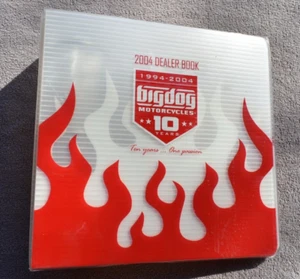 2004 DEALER BOOK
1994-2004
bigdog
MOTORCYCLES
10
YEARS
Ten years ... One passion